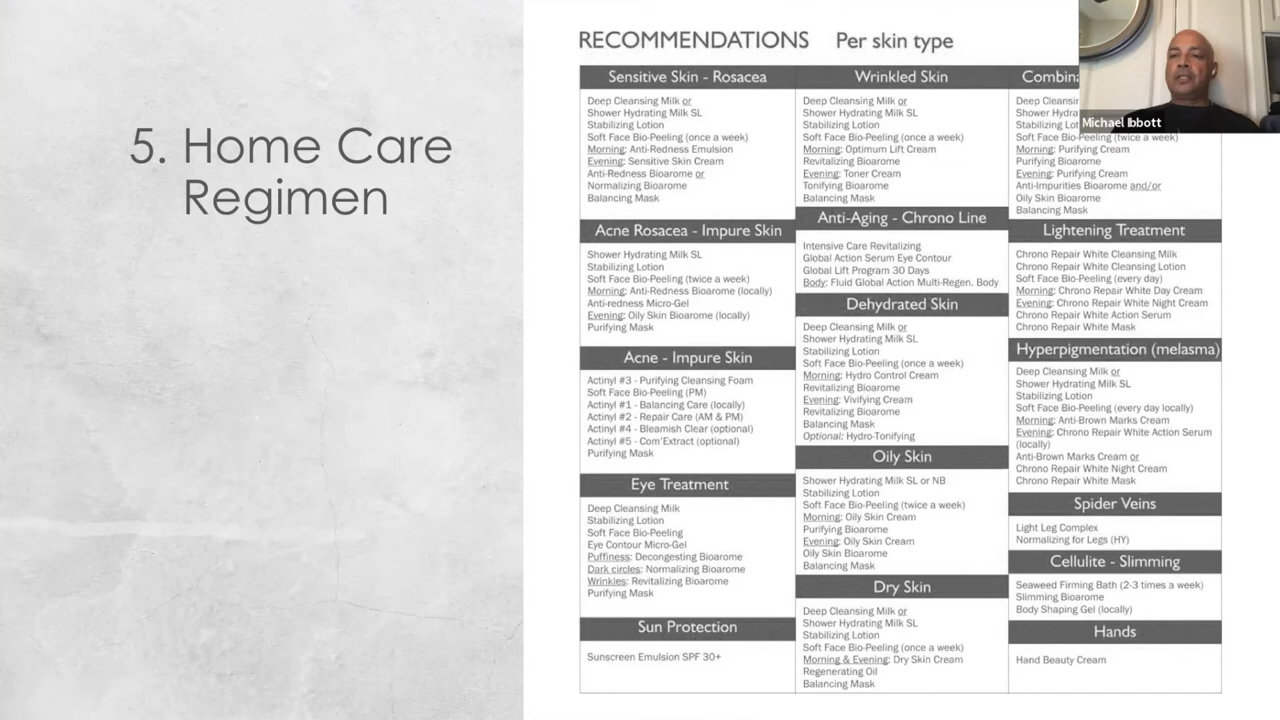 5. Home Care
Regimen
RECOMMENDATIONS Per skin type
Sensitive Skin - Rosacea
Deep Cleansing Milk or
Shower Hydrating Milk SL
Stabilizing Lotion
Soft Face Bio-Peeling (once a week)
Morning: Anti-Redness Emulsion
Evening: Sensitive Skin Cream
Anti-Redness Bioarome or
Normalizing Bioarome
Balancing Mask
Acne Rosacea - Impure Skin
Shower Hydrating Milk SL
Stabilizing Lotion
Soft Face Bio-Peeling (twice a week)
Morning: Anti-Redness Bioarome (locally)
Anti-redness Micro-Gel
Evening: Oily Skin Bioarome (locally)
Purifying Mask
Acne - Impure Skin
Actinyl #3 - Purifying Cleansing Foam
Soft Face Bio-Peeling (PM)
Actinyl #1 - Balancing Care (locally)
Actinyl #2 - Repair Care (AM & PM)
Actinyl #4 - Bleamish Clear (optional)
Actinyl #5 - Com'Extract (optional)
Purifying Mask
Eye Treatment
Deep Cleansing Milk
Stabilizing Lotion
Soft Face Bio-Peeling
Eye Contour Micro-Gel
Puffiness: Decongesting Bioarome
Dark circles: Normalizing Bioarome
Wrinkles: Revitalizing Bioarome
Purifying Mask
Sun Protection
Sunscreen Emulsion SPF 30+
Wrinkled Skin
Deep Cleansing Milk or
Shower Hydrating Milk SL
Stabilizing Lotion
Soft Face Bio-Peeling (once a week)
Morning: Optimum Lift Cream
Revitalizing Bioarome
Evening: Toner Cream
Tonifying Bioarome
Balancing Mask
Anti-Aging - Chrono Line
Intensive Care Revitalizing
Global Action Serum Eye Contour
Global Lift Program 30 Days
Body: Fluid Global Action Multi-Regen. Body
Dehydrated Skin
Deep Cleansing Milk or
Shower Hydrating Milk SL
Stabilizing Lotion
Soft Face Bio-Peeling (once a week)
Morning: Hydro Control Cream
Revitalizing Bioarome
Evening: Vivifying Cream
Revitalizing Bioarome
Balancing Mask
Optional: Hydro-Tonifying
Oily Skin
Shower Hydrating Milk SL or NB
Stabilizing Lotion
Soft Face Bio-Peeling (twice a week)
Morning: Oily Skin Cream
Purifying Bioarome
Evening: Oily Skin Cream
Oily Skin Bioarome
Balancing Mask
Dry Skin
Deep Cleansing Milk or
Shower Hydrating Milk SL
Stabilizing Lotion
Soft Face Bio-Peeling (once a week)
Morning & Evening: Dry Skin Cream
Regenerating Oil
Balancing Mask
Deep
Shower Hydrating
Stabilizing
Soft Face Bio-Peeling (twice a week)
Morning: Purifying Cream
Purifying Bioarome
Evening: Purifying Cream
Anti-Impurities Bioarome and/or
Oily Skin Bioarome
Balancing Mask
Lightening Treatment
Chrono Repair White Cleansing Milk
Chrono Repair White Cleansing Lotion
Soft Face Bio-Peeling (every day)
Morning: Chrono Repair White Day Cream
Evening: Chrono Repair White Night Cream
Chrono Repair White Action Serum
Chrono Repair White Mask
Hyperpigmentation (melasma)
Deep Cleansing Milk or
Shower Hydrating Milk SL
Stabilizing Lotion
Soft Face Bio-Peeling (every day locally)
Morning: Anti-Brown Marks Cream
Evening: Chrono Repair White Action Serum
(locally)
Anti-Brown Marks Cream or
Chrono Repair White Night Cream
Chrono Repair White Mask
Spider Veins
Light Leg Complex
Normalizing for Legs (HY)
Cellulite - Slimming
Seaweed Firming Bath (2-3 times a week)
Slimming Bioarome
Body Shaping Gel (locally)
Hands
Hand Beauty Cream
Michael Ibbott